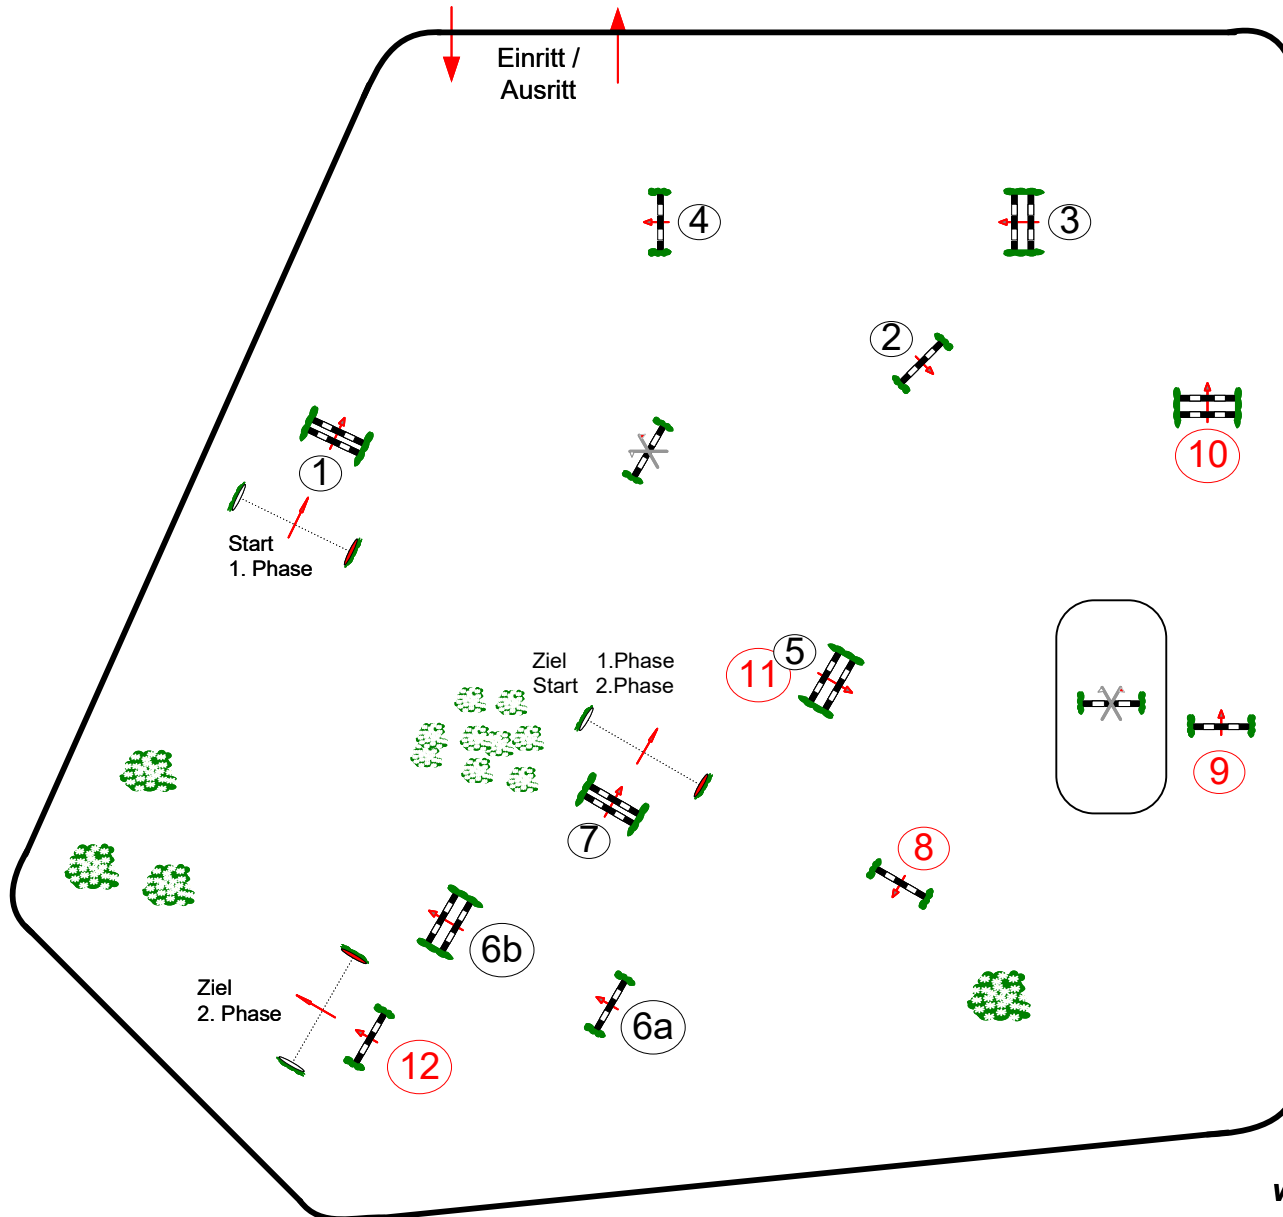 Einritt /
Ausritt
4
3
2
10
1
Start
1. Phase
Ziel 1.Phase
Start 2.Phase
5
11
9
7
8
6b
Ziel
2. Phase
6a
12